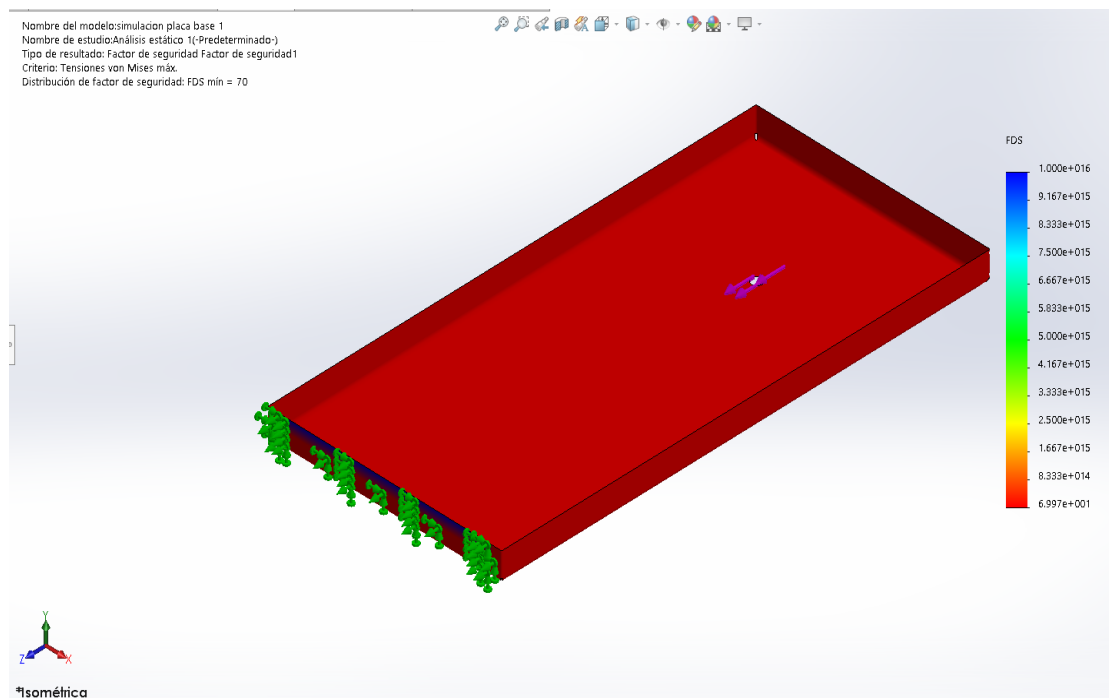 Nombre del modelo:simulacion placa base 1
Nombre de estudio:Análisis estático 1(-Predeterminado-)
Tipo de resultado: Factor de seguridad Factor de seguridad1
Criterio: Tensiones von Mises máx.
Distribución de factor de seguridad: FDS mín = 70
FDS
1.000e+016
9.167e+015
8.333e+015
7.500e+015
6.667e+015
5.833e+015
5.000e+015
4.167e+015
3.333e+015
2.500e+015
1.667e+015
8.333e+014
6.997e+001
Y
Z
X
*Isométrica